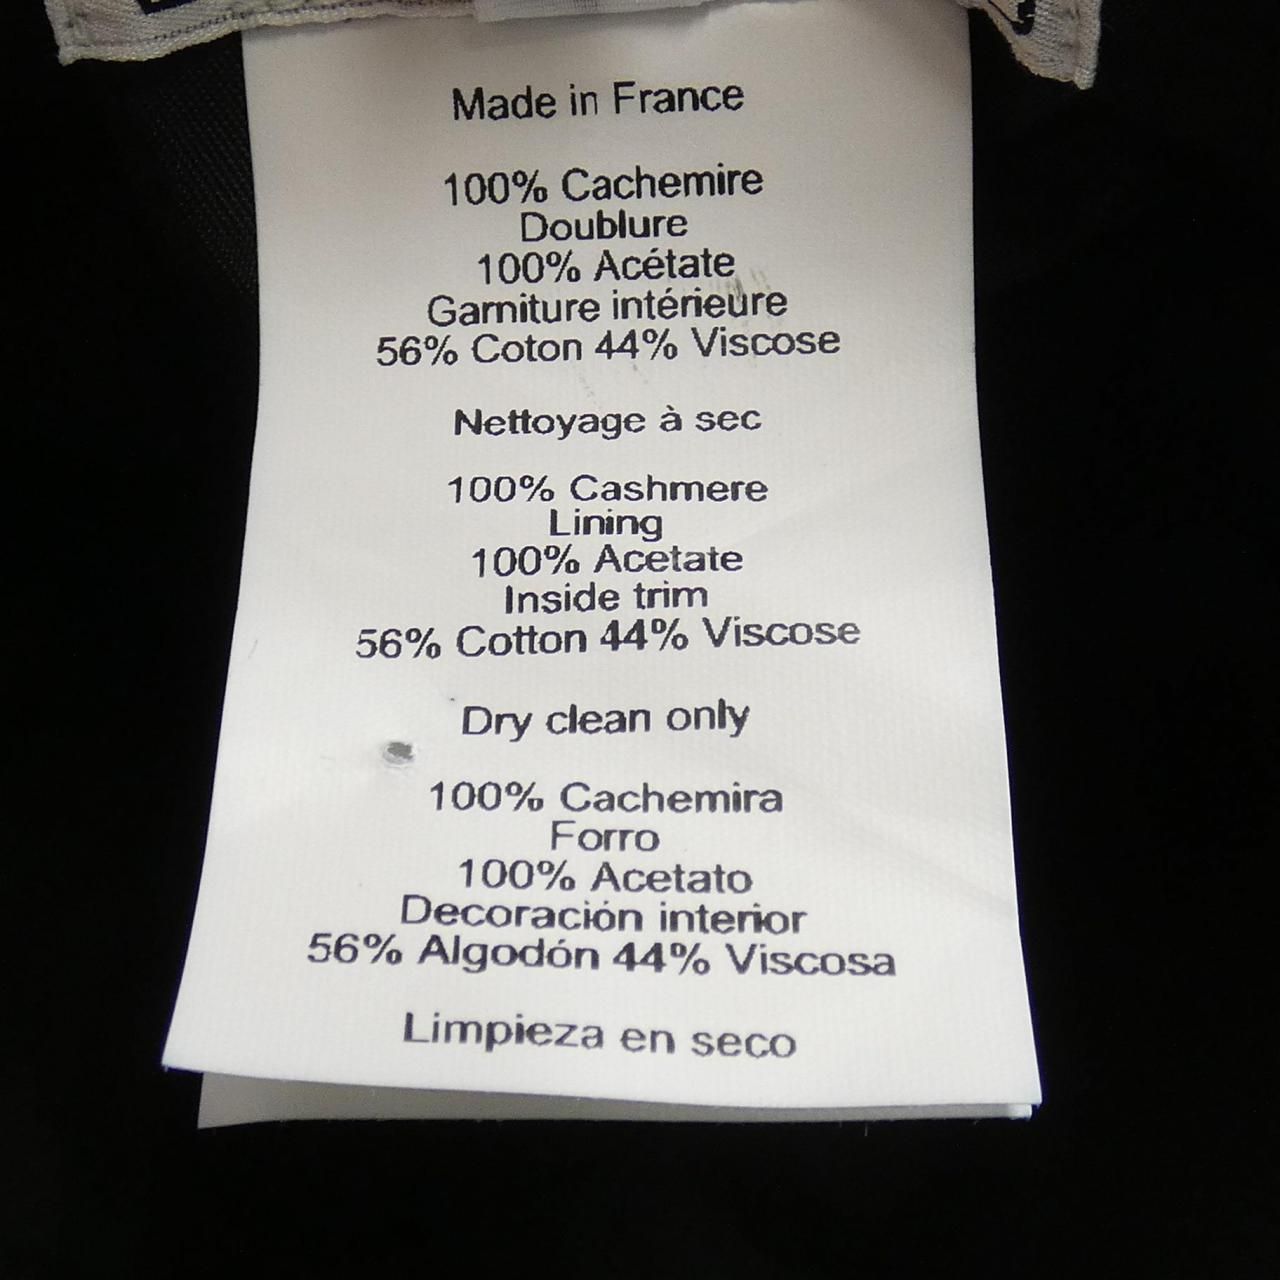 Made in France
100% Cachemire
Doublure
100% Acétate
Garniture intérieure
56% Coton 44% Viscose
Nettoyage à sec
100% Cashmere
Lining
100% Acetate
Inside trim
56% Cotton 44% Viscose
Dry clean only
100% Cachemira
Forro
100% Acetato
Decoración interior
56% Algodón 44% Viscosa
Limpieza en seco